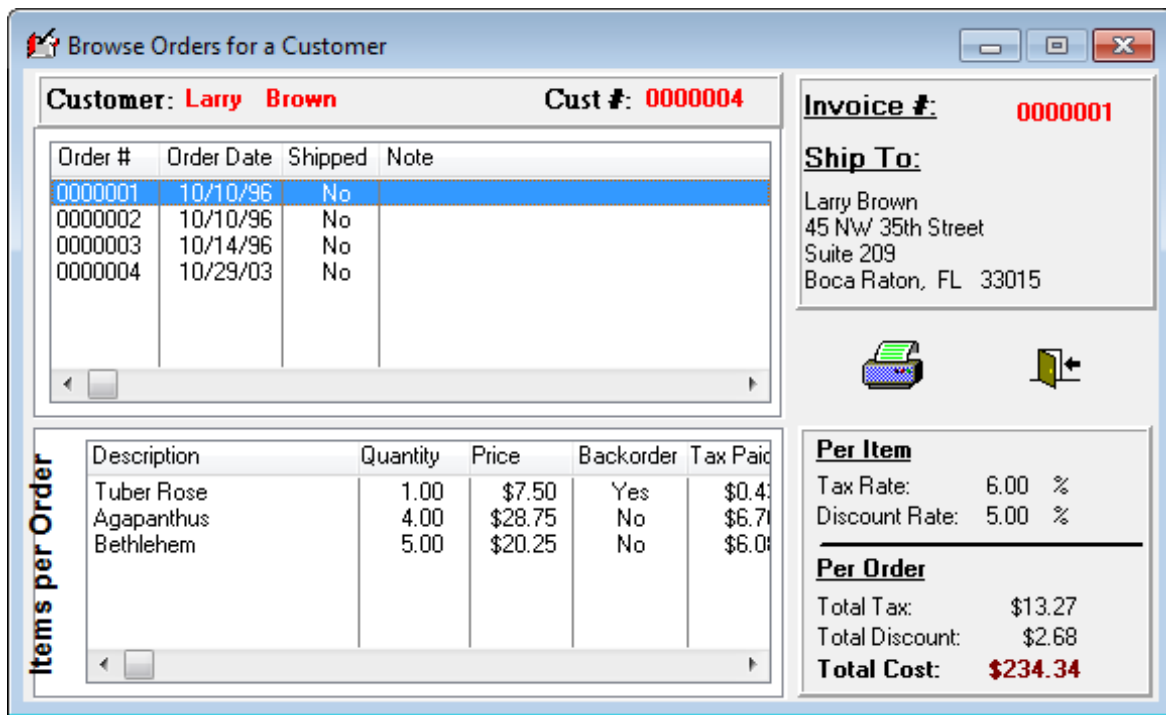 Browse Orders for a Customer
Customer: Larry Brown Cust #: 0000004
Order # Order Date Shipped Note
0000001 10/10/96 No
0000002 10/10/96 No
0000003 10/14/96 No
0000004 10/29/03 No
Invoice #: 0000001
Ship To:
Larry Brown
45 NW 35th Street
Suite 209
Boca Raton, FL 33015
Items per Order
Description Quantity Price Backorder Tax Paid
Tuber Rose 1.00 $7.50 Yes
Agapanthus 4.00 $28.75 No
Bethlehem 5.00 $20.25 No
Per Item
Tax Rate: 6.00 %
Discount Rate: 5.00 %
Per Order
Total Tax: $13.27
Total Discount: $2.68
Total Cost: $234.34